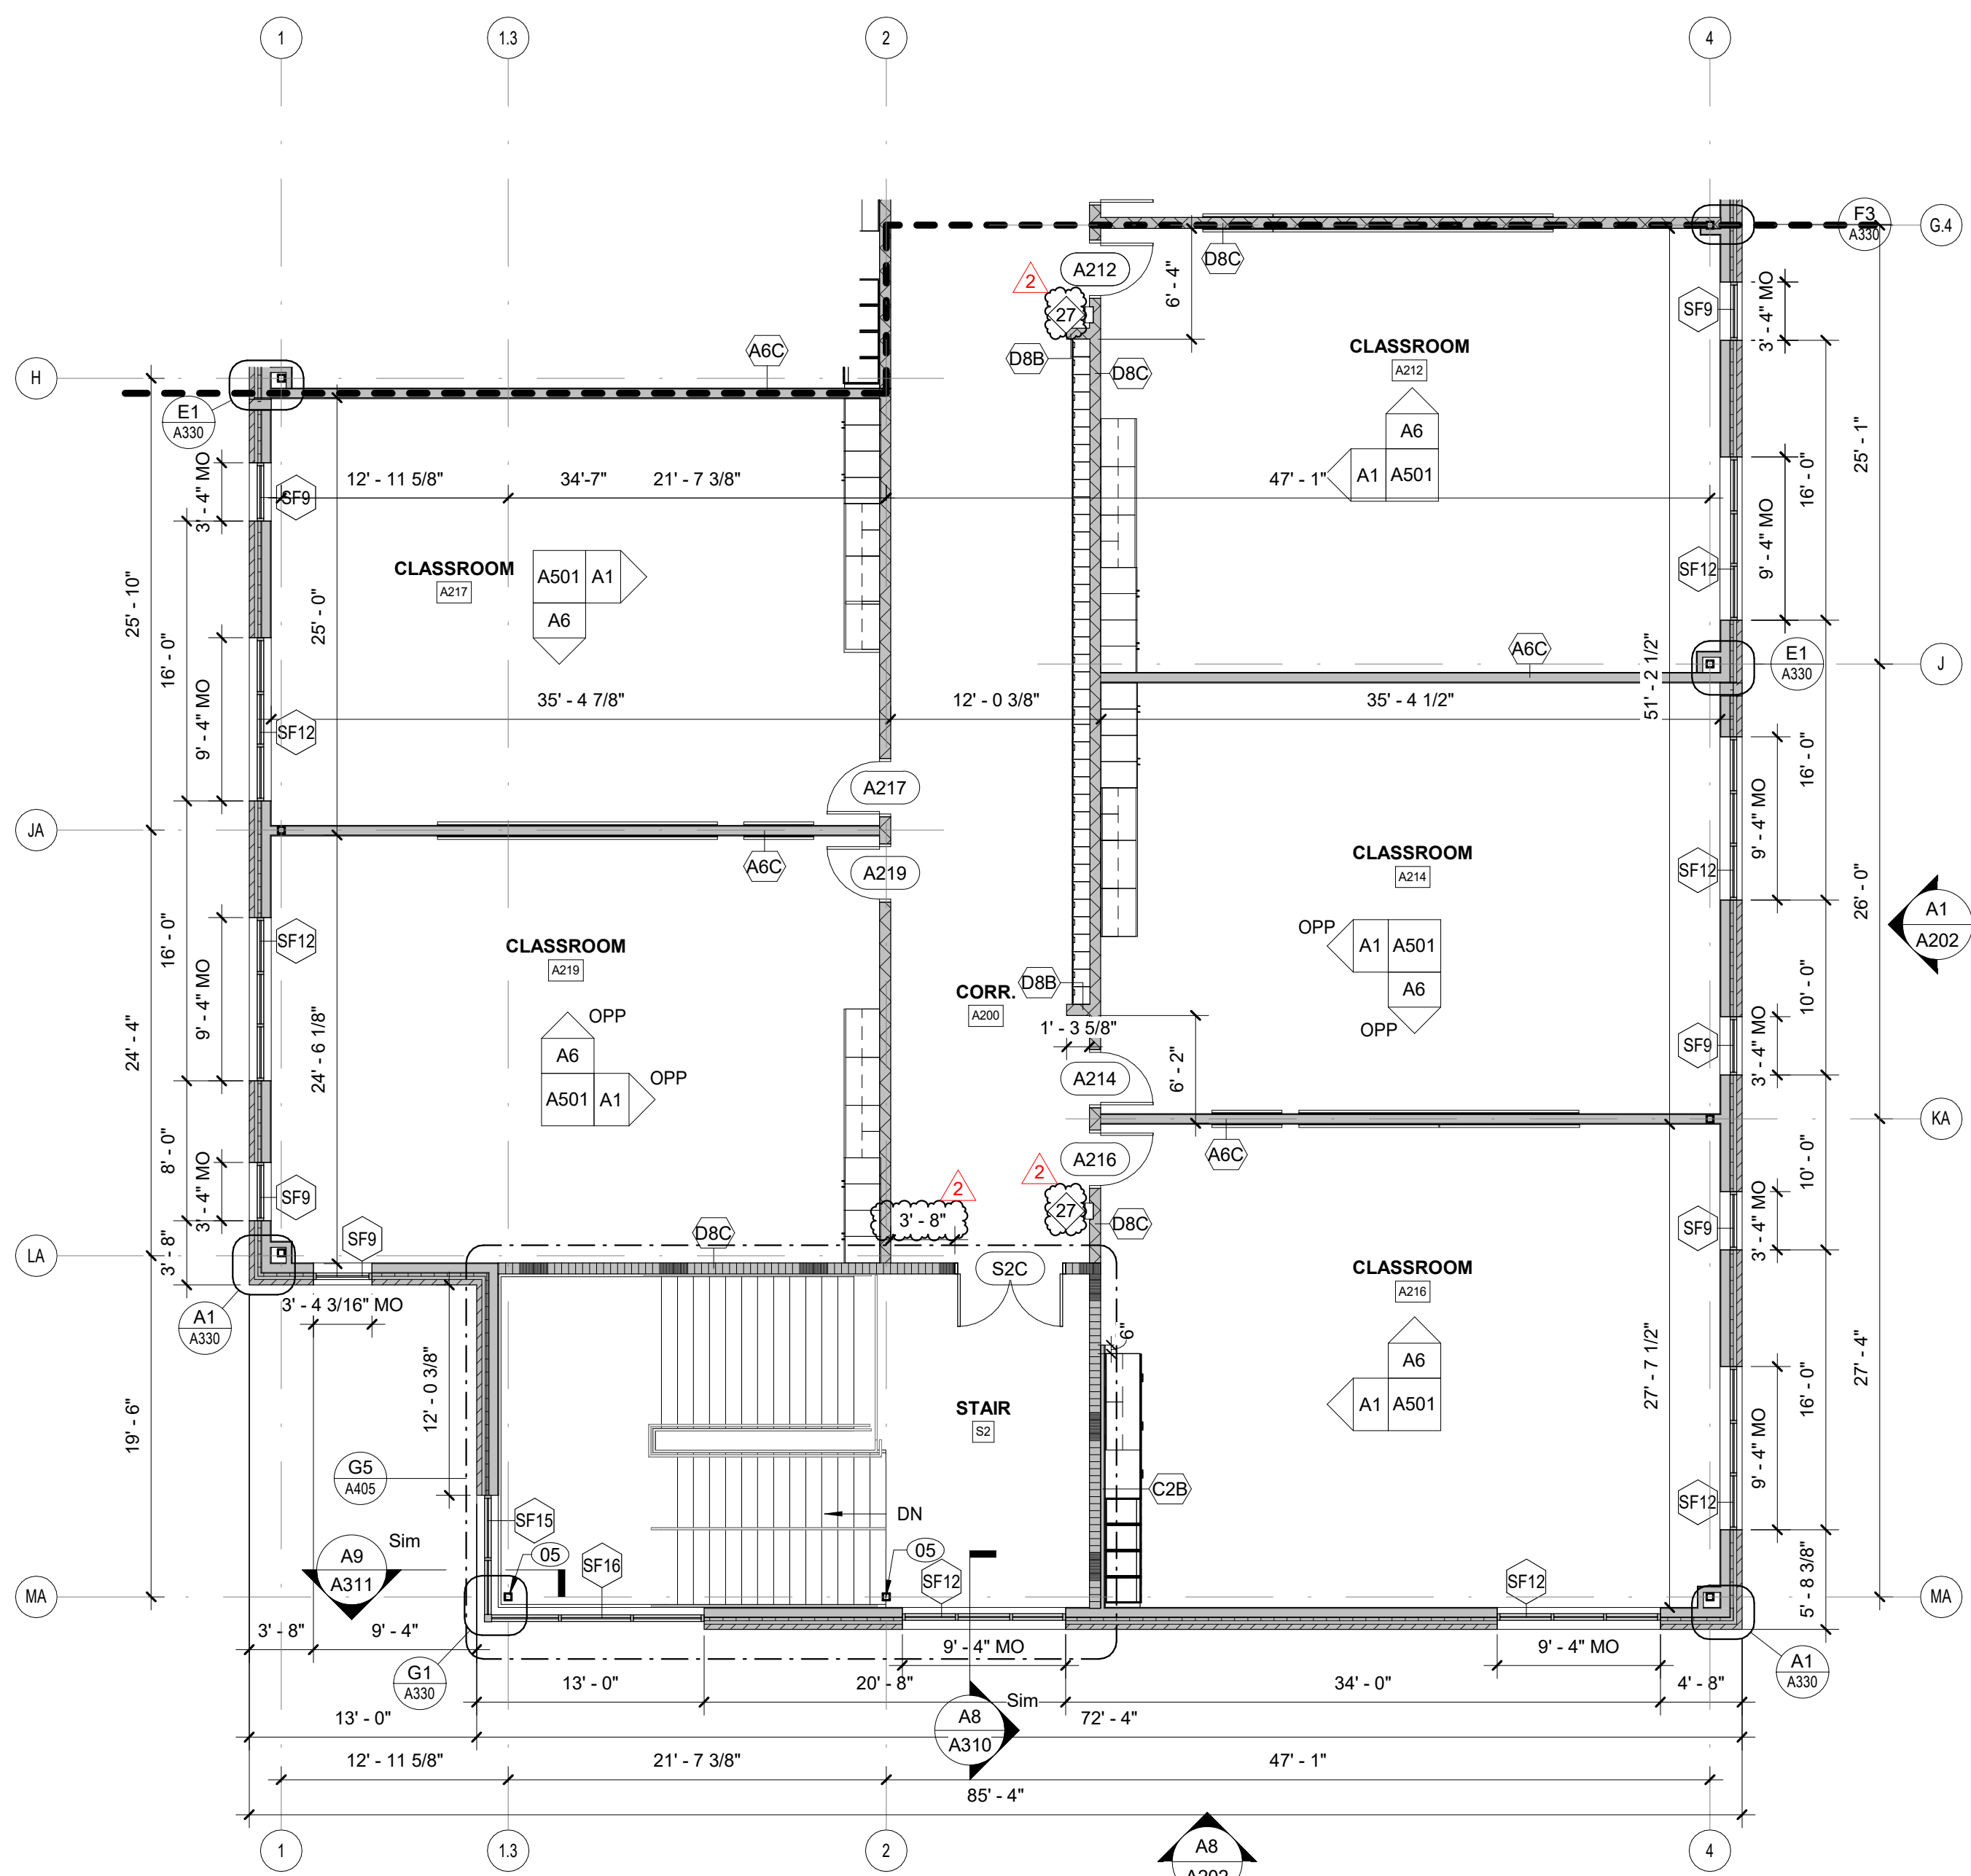 1
1.3
2
4
F3
A330
G.4
A212
D8C
2
27
6' - 4"
SF9
3' - 4" MO
CLASSROOM
A212
H
A6C
D8B
D8C
E1
A330
A6
A1
A501
25' - 1"
3' - 4" MO
SF9
12' - 11 5/8"
34'-7"
21' - 7 3/8"
47' - 1"
16' - 0"
9' - 4" MO
SF12
CLASSROOM
A217
A501
A1
A6
25' - 10"
25' - 0"
16' - 0"
9' - 4" MO
SF12
A6C
E1
A330
J
35' - 4 7/8"
12' - 0 3/8"
35' - 4 1/2"
51' - 2 1/2"
16' - 0"
9' - 4" MO
SF12
A217
JA
A6C
A219
CLASSROOM
A214
26' - 0"
A1
A202
OPP
A1
A501
A6
OPP
CLASSROOM
A219
SF12
16' - 0"
9' - 4" MO
24' - 4"
24' - 6 1/8"
OPP
A6
A501
A1
OPP
D8B
CORR.
A200
1' - 3 5/8"
6' - 2"
10' - 0"
SF9
3' - 4" MO
A214
KA
A6C
A216
8' - 0"
3' - 4" MO
SF9
2
2
3' - 8"
27
D8C
10' - 0"
SF9
3' - 4" MO
LA
3' - 8"
SF9
D8C
S2C
CLASSROOM
A216
A1
A330
3' - 4 3/16" MO
6"
A6
A1
A501
12' - 0 3/8"
27' - 7 1/2"
16' - 0"
27' - 4"
9' - 4" MO
SF12
STAIR
S2
19' - 6"
G5
A405
C2B
SF15
DN
Sim
A9
A311
05
SF16
05
SF12
SF12
MA
MA
5' - 8 3/8"
3' - 8"
9' - 4"
9' - 4" MO
9' - 4" MO
G1
A330
A1
A330
13' - 0"
20' - 8"
34' - 0"
4' - 8"
Sim
13' - 0"
A8
A310
72' - 4"
12' - 11 5/8"
21' - 7 3/8"
47' - 1"
85' - 4"
1
1.3
2
A8
4